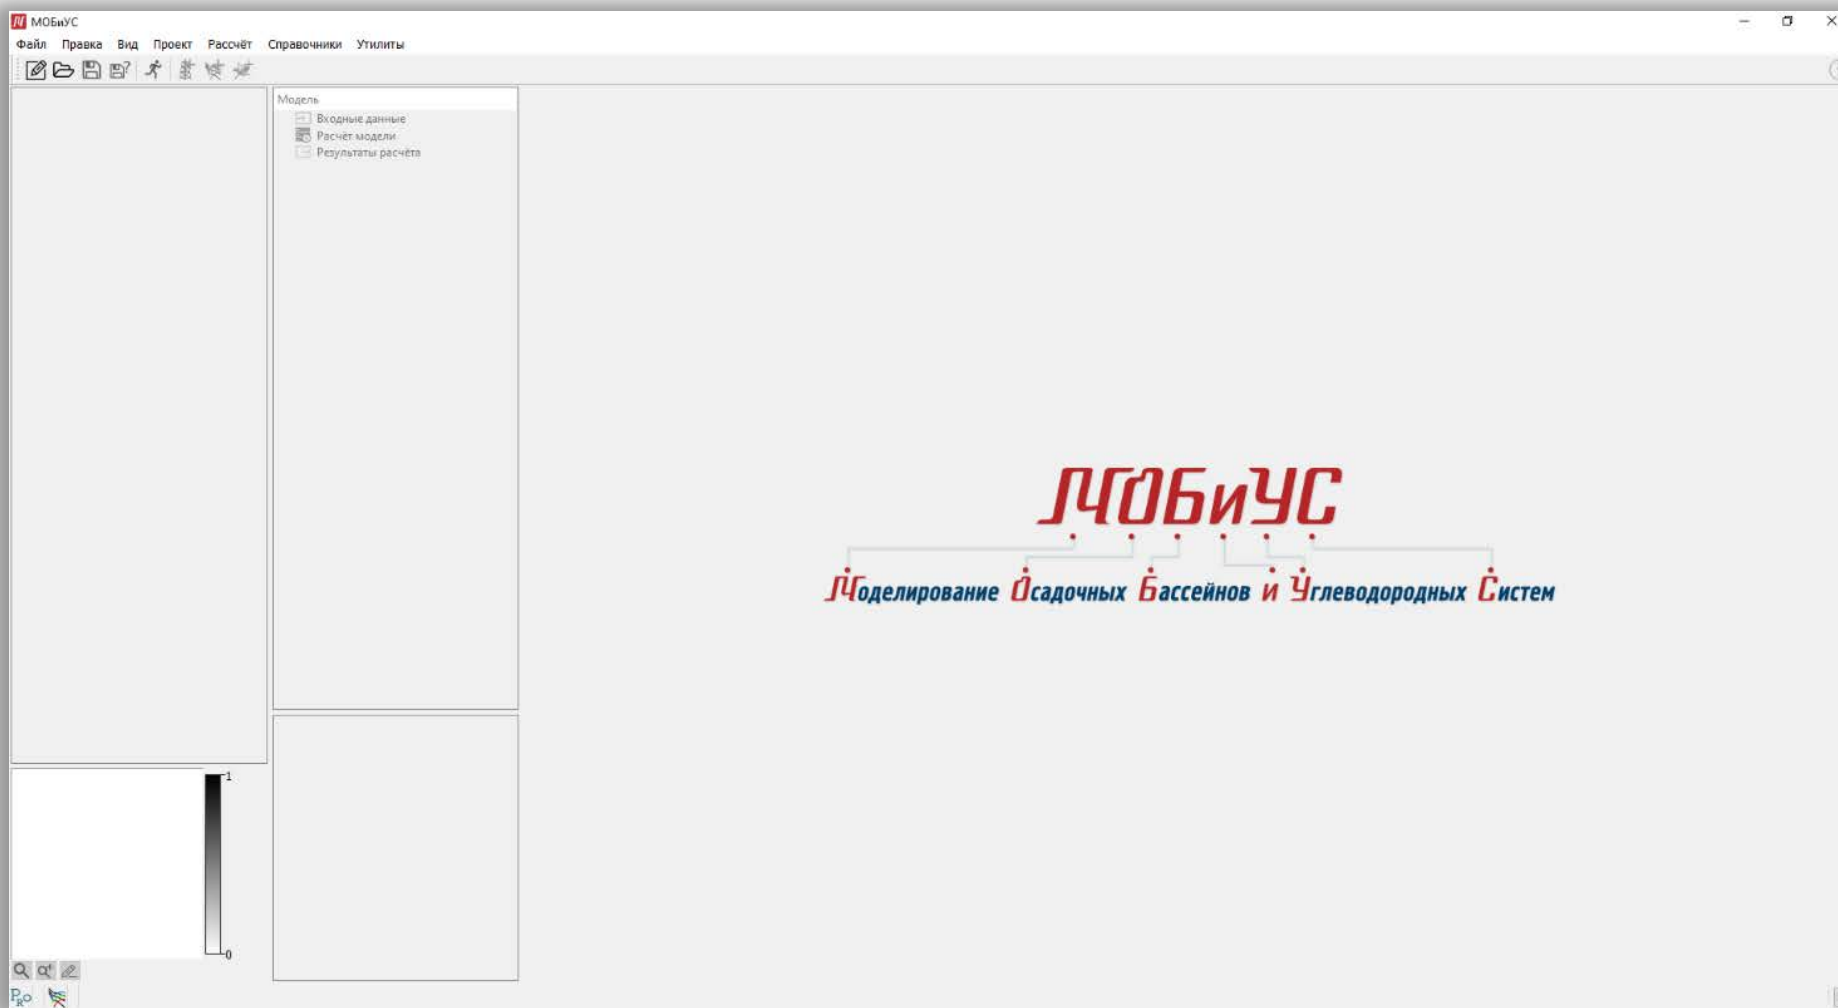 МОБиУС
Файл Правка Вид Проект Рассчёт Справочники Утилиты
Модель
Входные данные
Расчёт модели
Результаты расчёта
МОБиУС
Моделирование Осадочных Бассейнов и Углеводородных Систем
1
0
PRO